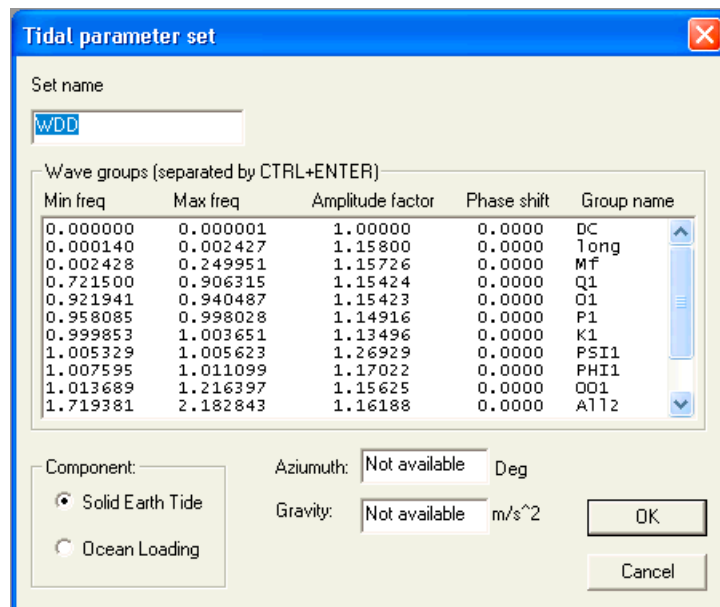 Tidal parameter set
Set name
WDD
Wave groups (separated by CTRL+ENTER)
Min freq Max freq Amplitude factor Phase shift Group name
0.000000 0.000001 1.00000 0.0000 DC
0.000140 0.002427 1.15800 0.0000 long
0.002428 0.249951 1.15726 0.0000 Mf
0.721500 0.906315 1.15424 0.0000 Q1
0.921941 0.940487 1.15423 0.0000 O1
0.958085 0.998028 1.14916 0.0000 P1
0.999853 1.003651 1.13496 0.0000 K1
1.005329 1.005623 1.26929 0.0000 PSI1
1.007595 1.011099 1.17022 0.0000 PHI1
1.013689 1.216397 1.15625 0.0000 OO1
1.719381 2.182843 1.16188 0.0000 All2
Component:
Solid Earth Tide
Ocean Loading
Aziumuth: Not available Deg
Gravity: Not available m/s^2
OK
Cancel